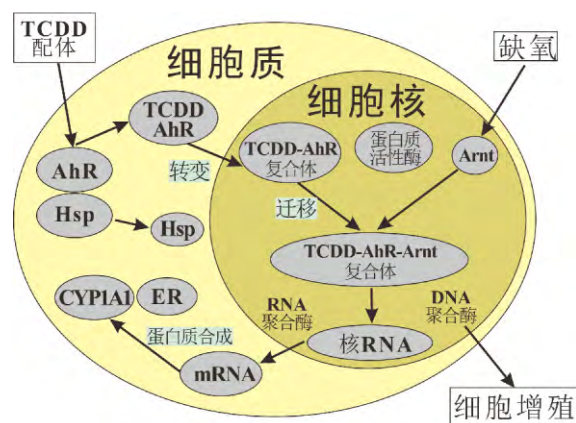 TCDD
配体
缺氧
细胞质
细胞核
TCDD
AhR
转变
TCDD-AhR
复合体
蛋白质
活性酶
Arnt
AhR
Hsp
Hsp
迁移
TCDD-AhR-Arnt
复合体
CYP1A1
ER
RNA
聚合酶
DNA
聚合酶
蛋白质合成
核RNA
mRNA
细胞增殖